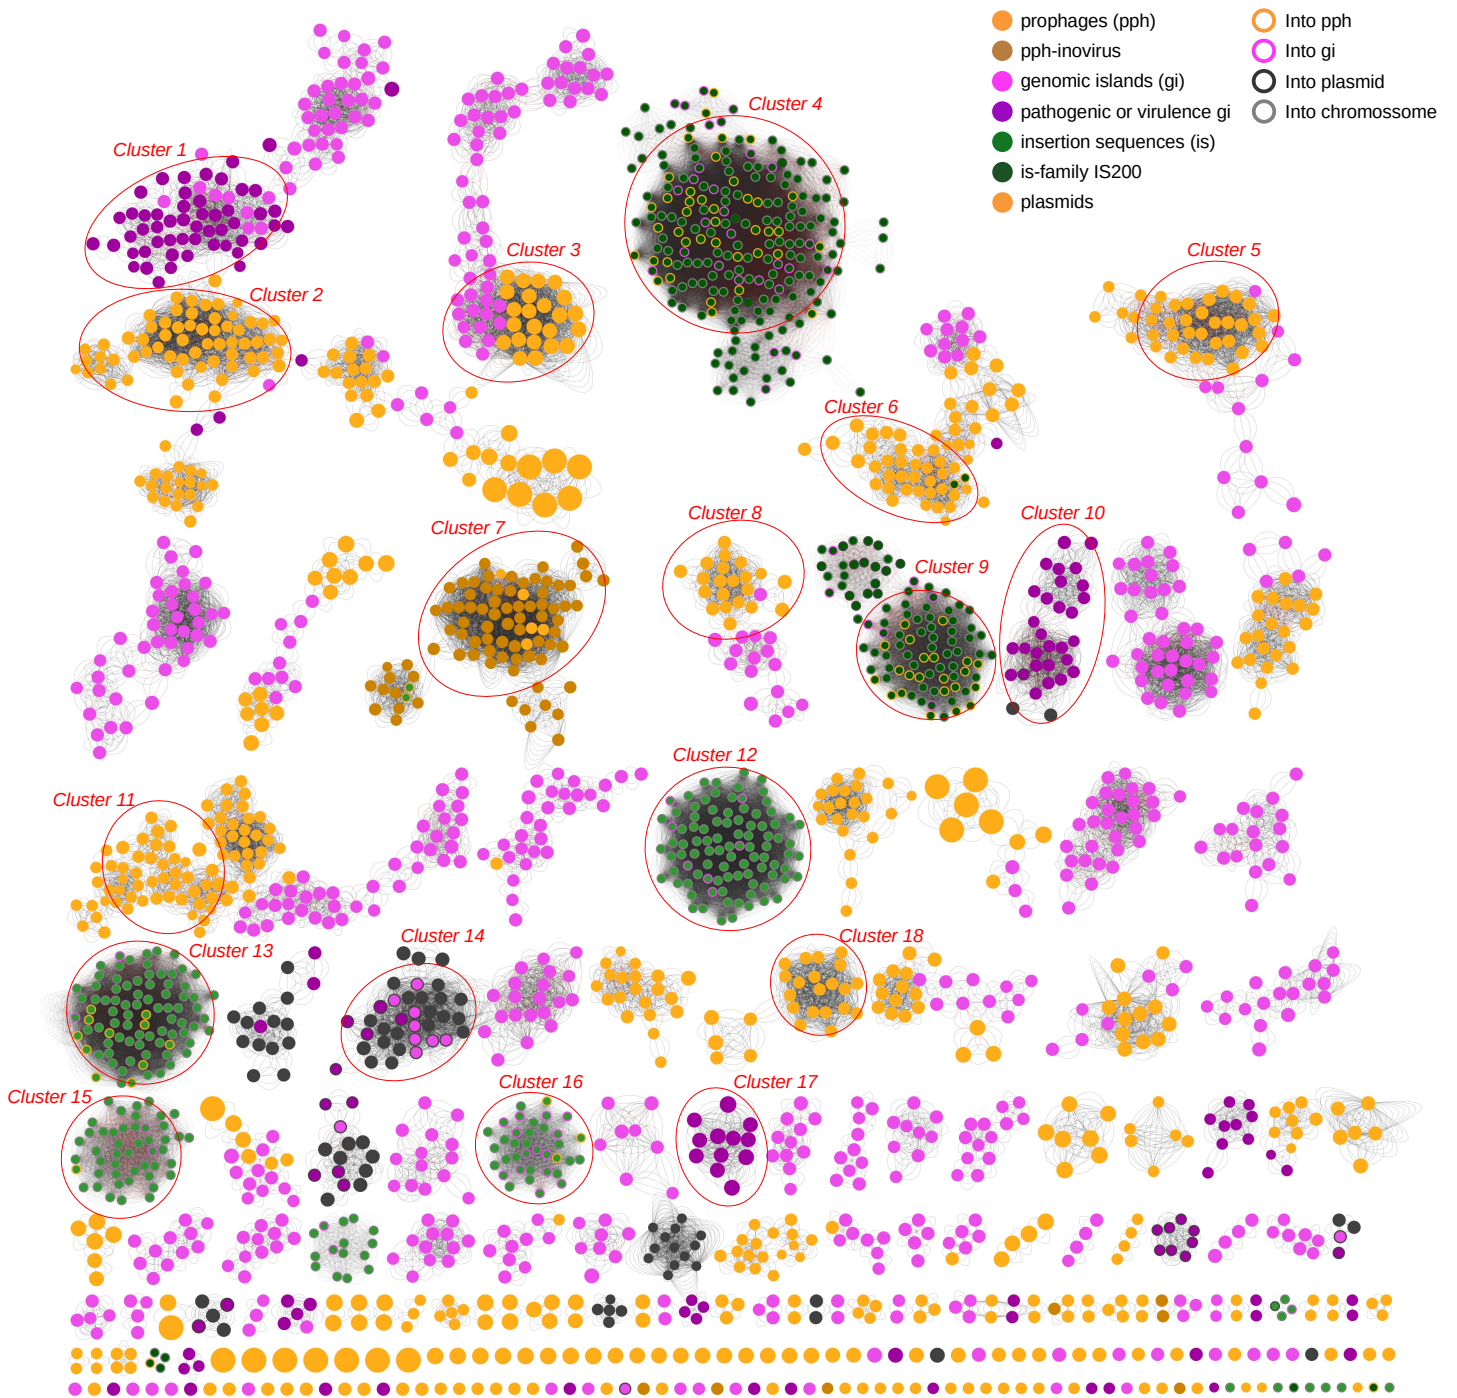 prophages (pph)
pph-inovirus
genomic islands (gi)
pathogenic or virulence gi
insertion sequences (is)
is-family IS200
plasmids
Into pph
Into gi
Into plasmid
Into chromossome
Cluster 1
Cluster 2
Cluster 3
Cluster 4
Cluster 5
Cluster 6
Cluster 7
Cluster 8
Cluster 9
Cluster 10
Cluster 11
Cluster 12
Cluster 13
Cluster 14
Cluster 18
Cluster 15
Cluster 16
Cluster 17